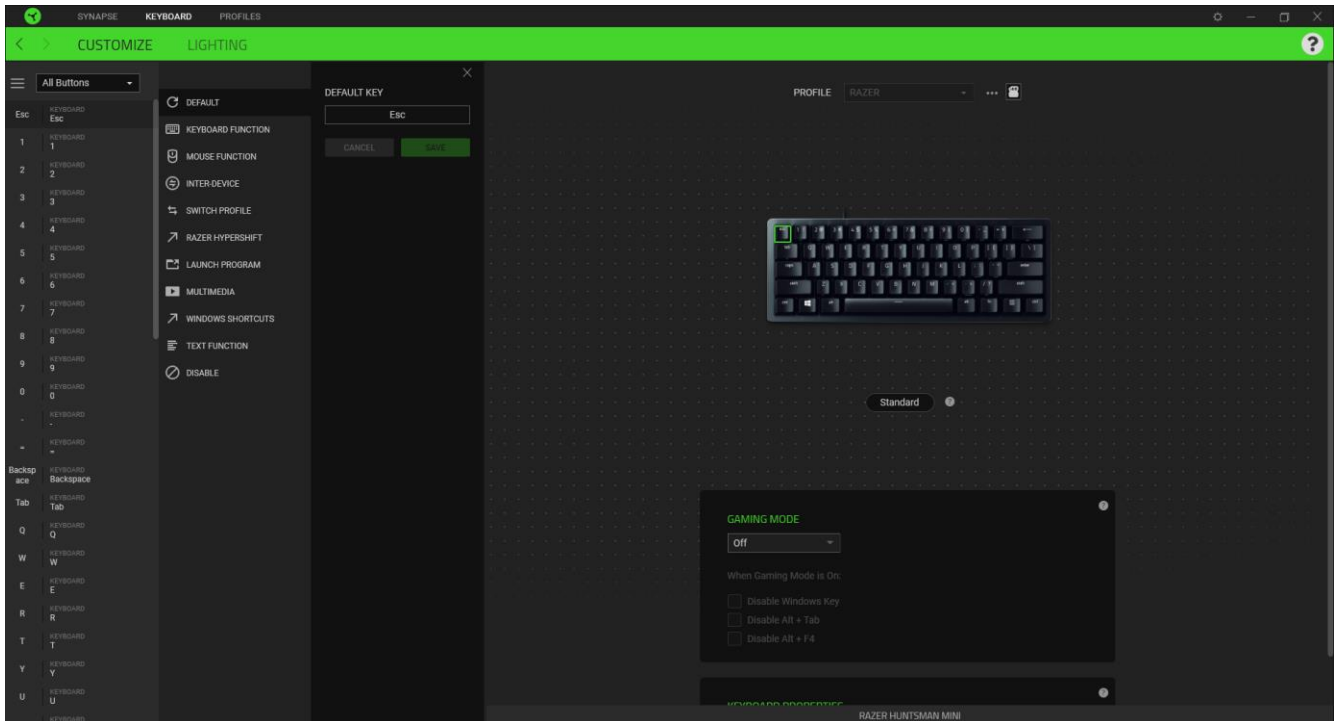 SYNAPSE KEYBOARD PROFILES
CUSTOMIZE LIGHTING ?
All Buttons
Esc KEYBOARD Esc
1 KEYBOARD 1
2 KEYBOARD 2
3 KEYBOARD 3
4 KEYBOARD 4
5 KEYBOARD 5
6 KEYBOARD 6
7 KEYBOARD 7
8 KEYBOARD 8
9 KEYBOARD 9
0 KEYBOARD 0
- KEYBOARD -
= KEYBOARD =
Backsp
ace
KEYBOARD
Backspace
Tab KEYBOARD Tab
Q KEYBOARD Q
W KEYBOARD W
E KEYBOARD E
R KEYBOARD R
T KEYBOARD T
Y KEYBOARD Y
U KEYBOARD U
KEYBOARD
DEFAULT
KEYBOARD FUNCTION
MOUSE FUNCTION
INTER-DEVICE
SWITCH PROFILE
RAZER HYPERSHIFT
LAUNCH PROGRAM
MULTIMEDIA
WINDOWS SHORTCUTS
TEXT FUNCTION
DISABLE
DEFAULT KEY
Esc
CANCEL SAVE
PROFILE RAZER
Standard ?
GAMING MODE ?
Off
When Gaming Mode is On:
Disable Windows Key
Disable Alt + Tab
Disable Alt + F4
KEYBOARD PROPERTIES ?
RAZER HUNTSMAN MINI